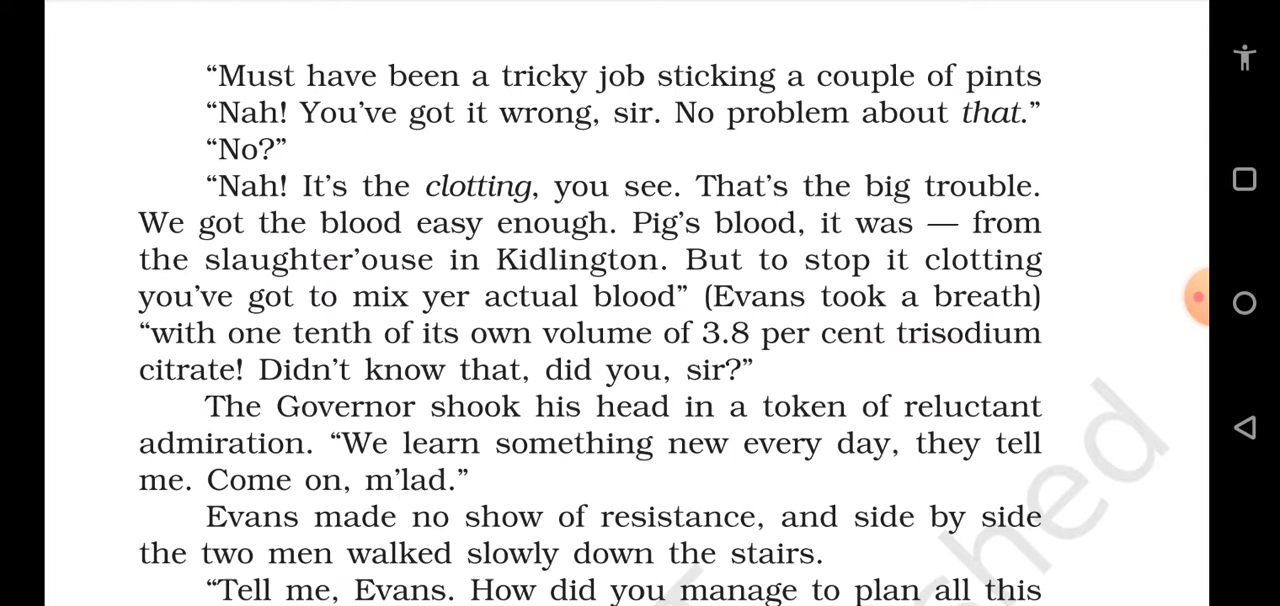 “Must have been a tricky job sticking a couple of pints
“Nah! You’ve got it wrong, sir. No problem about that.”
“No?”
“Nah! It’s the clotting, you see. That’s the big trouble.
We got the blood easy enough. Pig’s blood, it was — from
the slaughter’ouse in Kidlington. But to stop it clotting
you’ve got to mix yer actual blood” (Evans took a breath)
“with one tenth of its own volume of 3.8 per cent trisodium
citrate! Didn’t know that, did you, sir?”
The Governor shook his head in a token of reluctant
admiration. “We learn something new every day, they tell
me. Come on, m’lad.”
Evans made no show of resistance, and side by side
the two men walked slowly down the stairs.
“Tell me, Evans. How did you manage to plan all this
shed